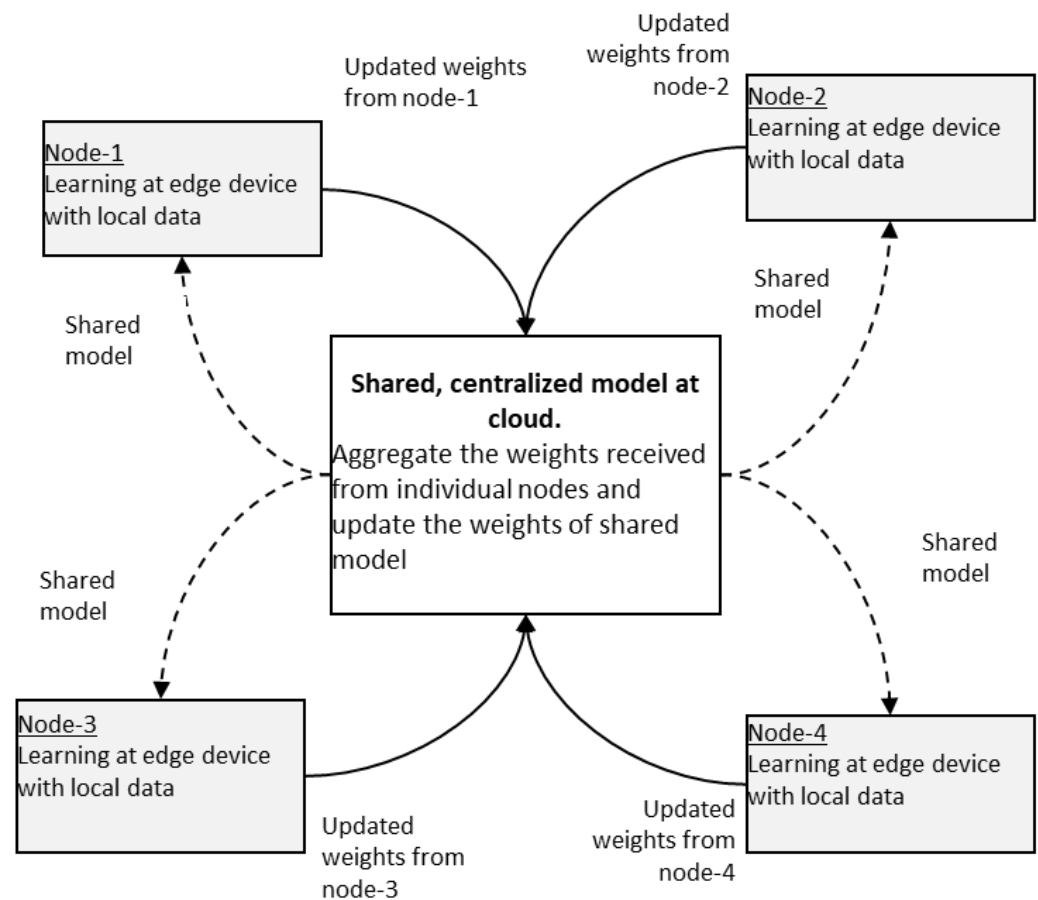 Updated weights
from node-1
Updated
weights from
node-2
Node-1
Learning at edge device
with local data
Node-2
Learning at edge device
with local data
Shared
model
Shared
model
Shared, centralized model at
cloud.
Aggregate the weights received
from individual nodes and
update the weights of shared
model
Shared
model
Shared
model
Node-3
Learning at edge device
with local data
Node-4
Learning at edge device
with local data
Updated
weights from
node-3
Updated
weights from
node-4